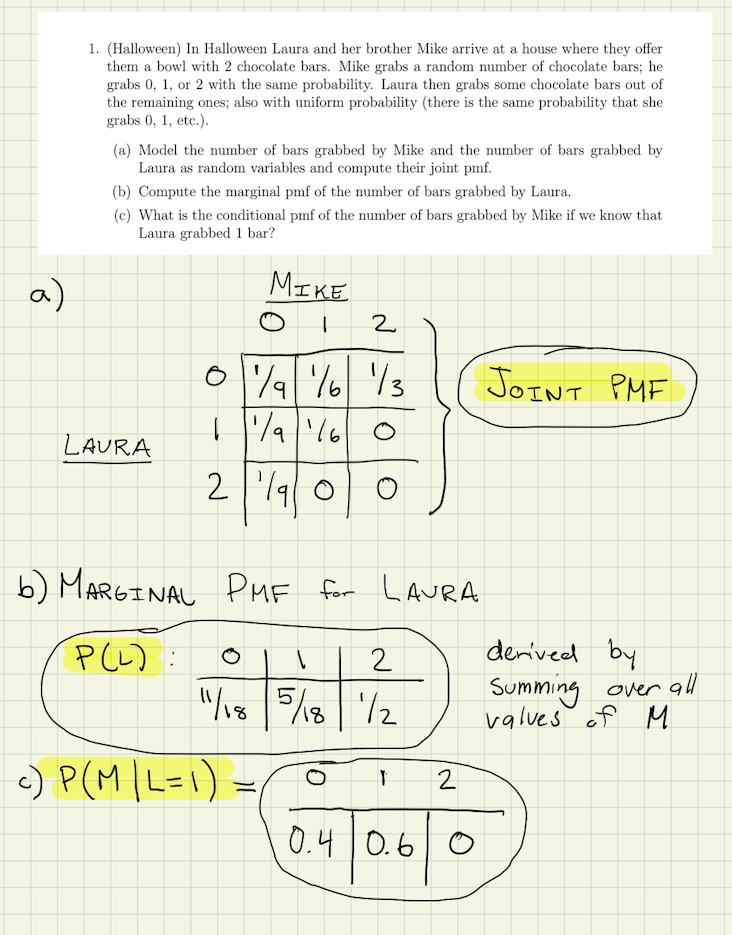 1. (Halloween) In Halloween Laura and her brother Mike arrive at a house where they offer
them a bowl with 2 chocolate bars. Mike grabs a random number of chocolate bars; he
grabs 0, 1, or 2 with the same probability. Laura then grabs some chocolate bars out of
the remaining ones; also with uniform probability (there is the same probability that she
grabs 0, 1, etc.).
(a) Model the number of bars grabbed by Mike and the number of bars grabbed by
Laura as random variables and compute their joint pmf.
(b) Compute the marginal pmf of the number of bars grabbed by Laura.
(c) What is the conditional pmf of the number of bars grabbed by Mike if we know that
Laura grabbed 1 bar?
a) MIKE
0 1 2
0 1/9 1/6 1/3
JOINT PMF
1 1/9 1/6 0
LAURA
2 1/9 0 0
b) MARGINAL PMF for LAURA
P(L) : 0 1 2
11/18 5/18 1/2
derived by
summing over all
values of M
c) P(M|L=1) = 0 1 2
0.4 0.6 0